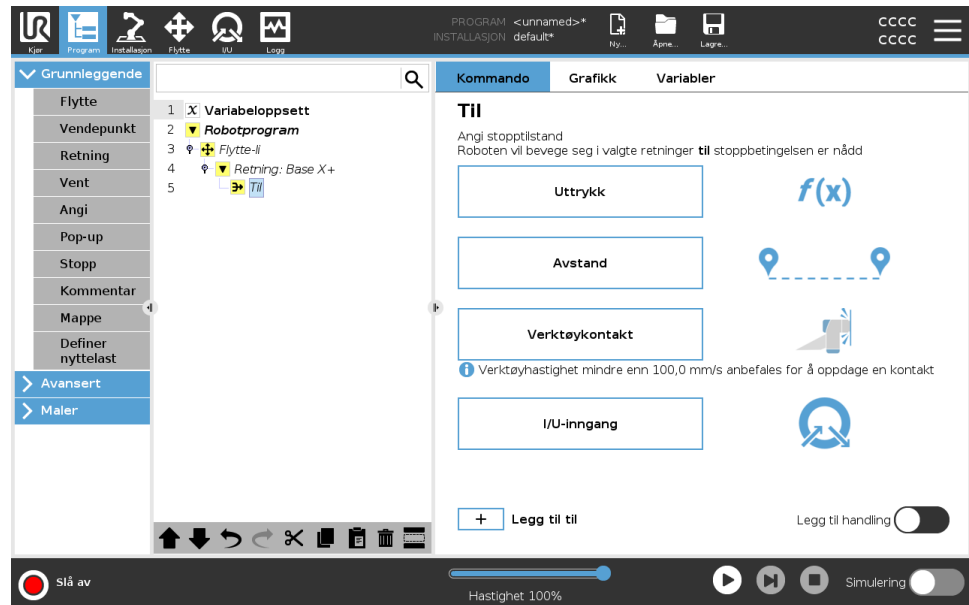 PROGRAM <unnamed>*
INSTALLASJON default*
UR
Kjør
Program
Installasjon
Flytte
I/U
Logg
Ny...
Åpne...
Lagre...
CCCC
CCCC
Grunnleggende
Flytte
Vendepunkt
Retning
Vent
Angi
Pop-up
Stopp
Kommentar
Mappe
Definer
nyttelast
Avansert
Maler
1 X Variabeloppsett
2 Robotprogram
3 Flytte-li
4 Retning: Base X+
5 Til
Kommando Grafikk Variabler
Til
Angi stopptilstand
Roboten vil bevege seg i valgte retninger til stoppbetingelsen er nådd
Uttrykk
f(x)
Avstand
Verktøykontakt
i Verktøyhastighet mindre enn 100,0 mm/s anbefales for å oppdage en kontakt
I/U-inngang
+ Legg til til
Legg til handling
Slå av
Hastighet 100%
Simulering